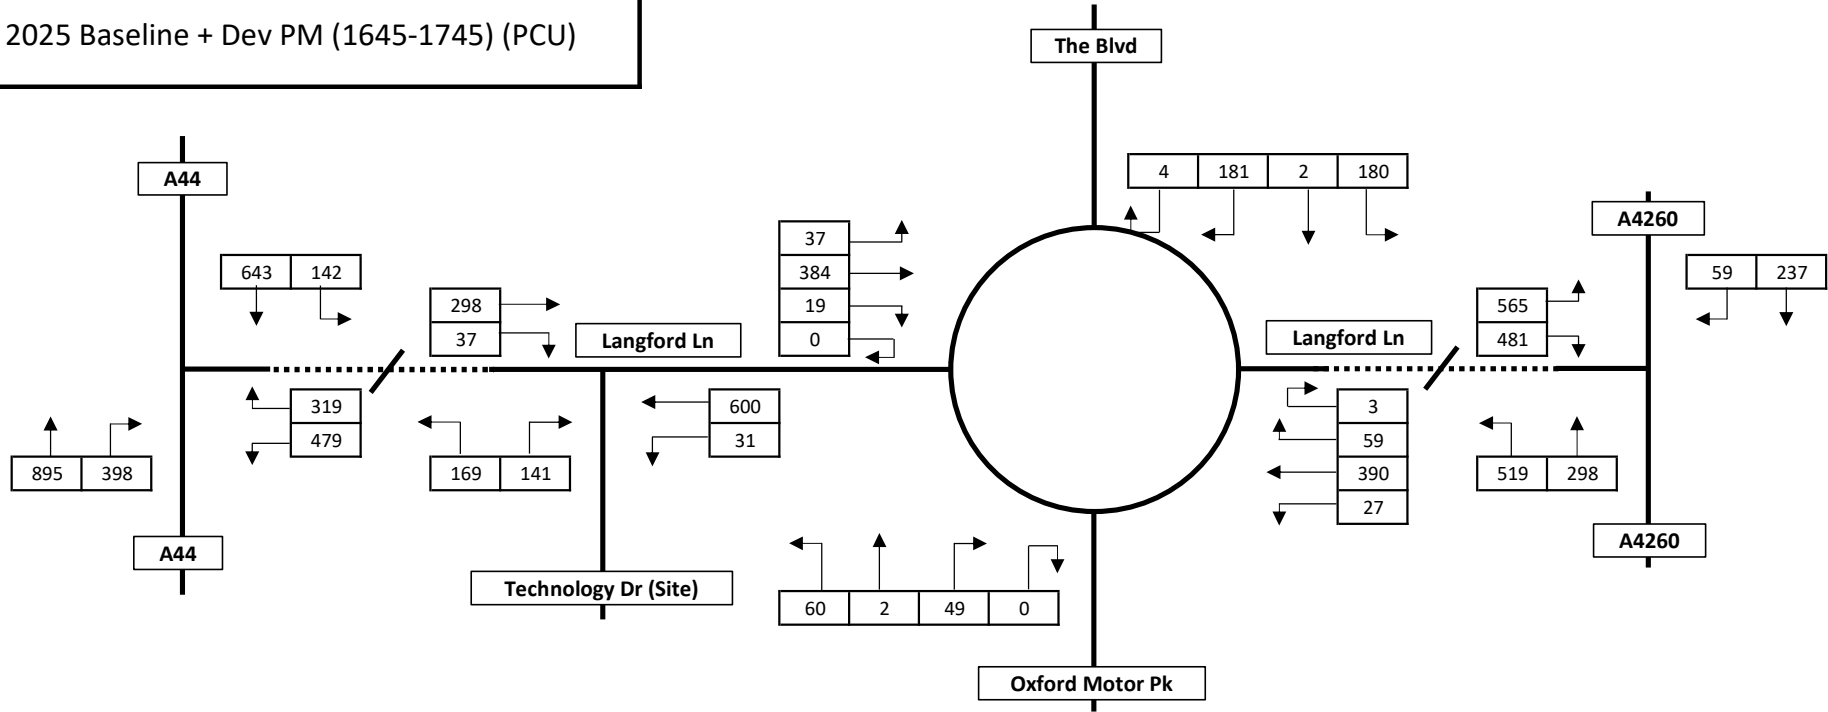 2025 Baseline + Dev PM (1645-1745) (PCU)
The Blvd
A44
4 181 2 180
A4260
37
384
19
0
643 142
59 237
298
37
565
481
Langford Ln
Langford Ln
319
479
600
31
3
59
390
27
895 398
169 141
519 298
A44
A4260
Technology Dr (Site)
60 2 49 0
Oxford Motor Pk